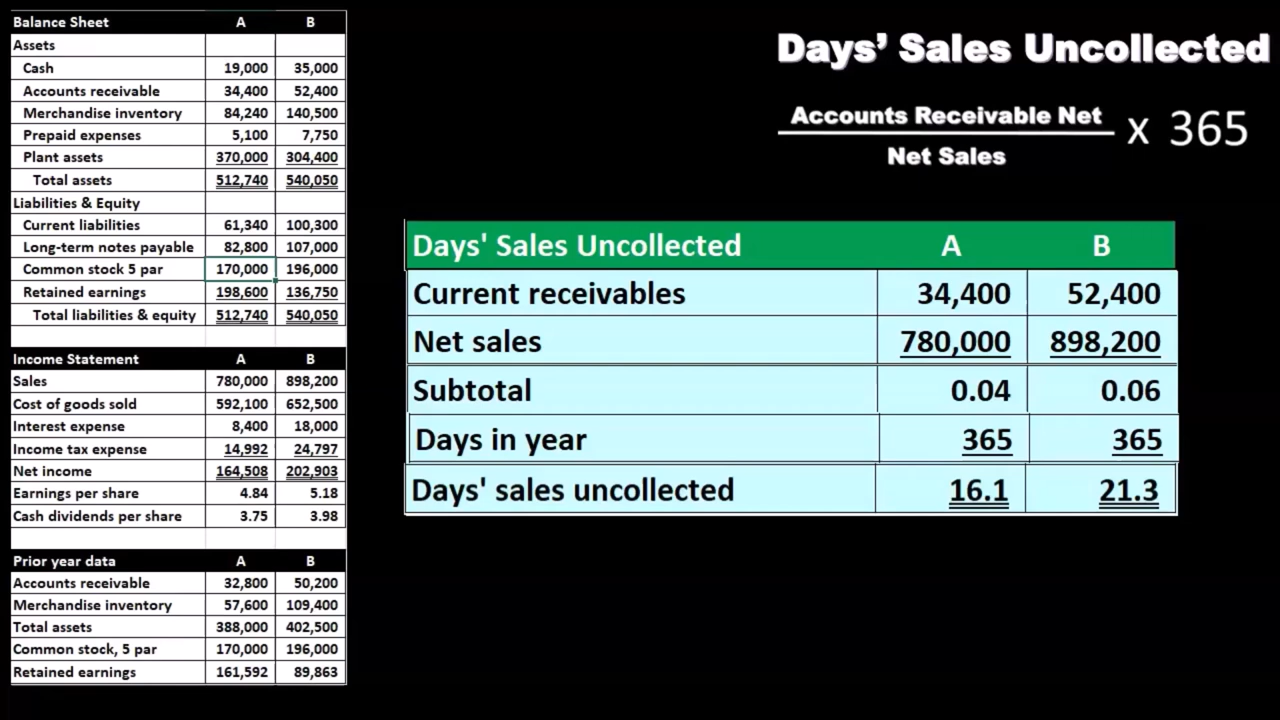 Balance Sheet A B
Assets
Cash 19,000 35,000
Accounts receivable 34,400 52,400
Merchandise inventory 84,240 140,500
Prepaid expenses 5,100 7,750
Plant assets 370,000 304,400
Total assets 512,740 540,050
Liabilities & Equity
Current liabilities 61,340 100,300
Long-term notes payable 82,800 107,000
Common stock 5 par 170,000 196,000
Retained earnings 198,600 136,750
Total liabilities & equity 512,740 540,050
Income Statement A B
Sales 780,000 898,200
Cost of goods sold 592,100 652,500
Interest expense 8,400 18,000
Income tax expense 14,992 24,797
Net income 164,508 202,903
Earnings per share 4.84 5.18
Cash dividends per share 3.75 3.98
Prior year data A B
Accounts receivable 32,800 50,200
Merchandise inventory 57,600 109,400
Total assets 388,000 402,500
Common stock, 5 par 170,000 196,000
Retained earnings 161,592 89,863
Days' Sales Uncollected
Accounts Receivable Net
x 365
Net Sales
Days' Sales Uncollected A B
Current receivables 34,400 52,400
Net sales 780,000 898,200
Subtotal 0.04 0.06
Days in year 365 365
Days' sales uncollected 16.1 21.3